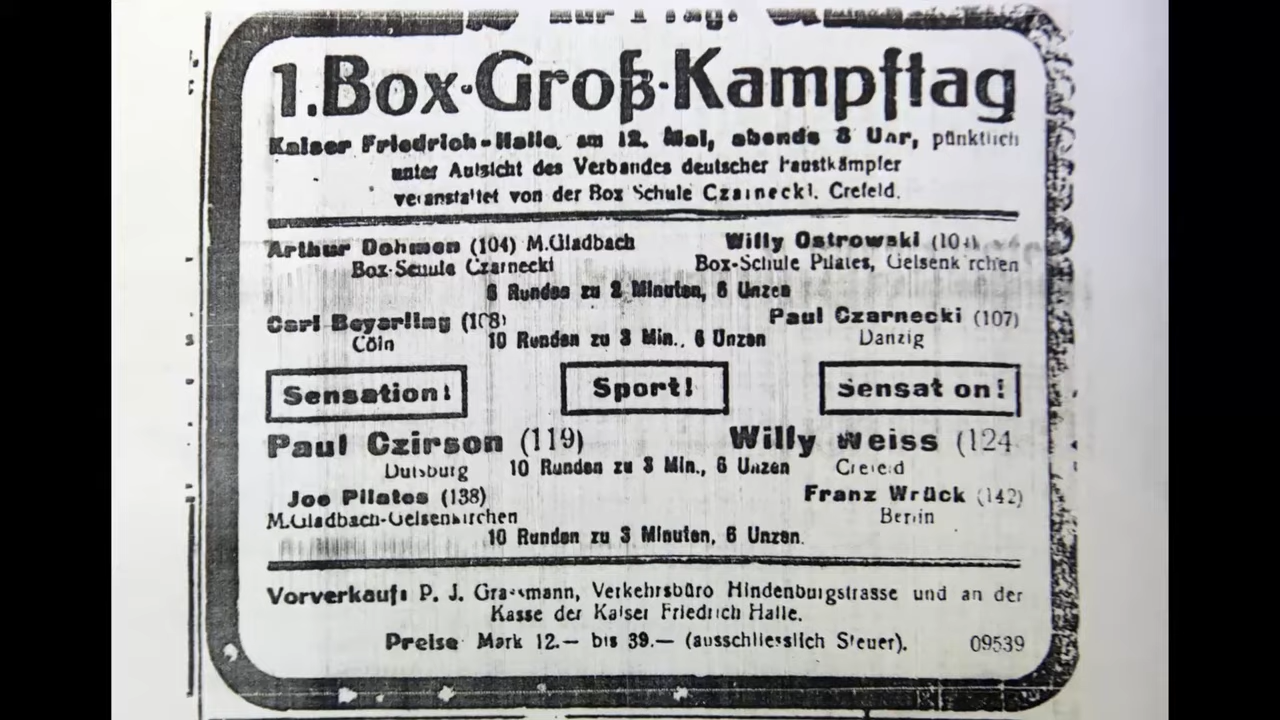 Nur 1 Tag.
1. Box-Groß-Kampftag
Kaiser Friedrich-Halle, am 12. Mai, abends 8 Uhr, pünktlich
unter Aufsicht des Verbandes deutscher Faustkämpfer
veranstaltet von der Box Schule Czarnecki. Crefeld.
Arthur Dohmen (104) M.Gladbach Willy Ostrowski (104)
Box-Schule Czarnecki Box-Schule Pilates, Gelsenkirchen
6 Runden zu 2 Minuten, 6 Unzen
Carl Beyerling (108) Paul Czarnecki (107)
Cöln 10 Runden zu 3 Min., 6 Unzen Danzig
Sensation! Sport! Sensation!
Paul Czirson (119) Willy Weiss (124
Duisburg 10 Runden zu 3 Min., 6 Unzen Crefeld
Joe Pilates (138) Franz Wrück (142)
M.Gladbach-Gelsenkirchen Berlin
10 Runden zu 3 Minuten, 6 Unzen.
Vorverkauf: P. J. Verkehrsbüro Hindenburgstrasse und an der
Kasse der Kaiser Friedrich Halle.
Preise Mark 12.— bis 39.— (ausschliesslich Steuer). 09539